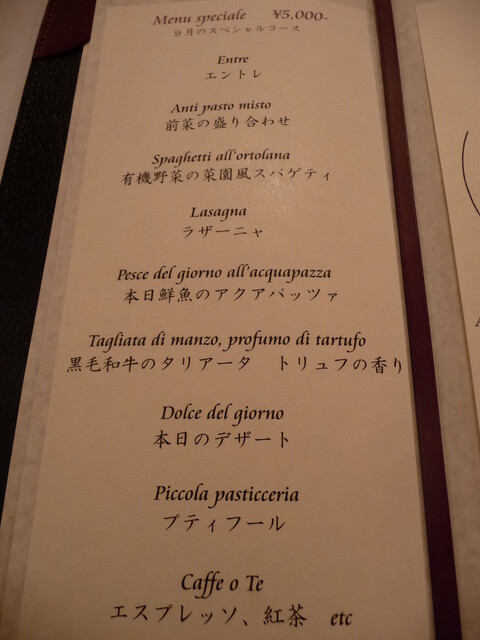 Menu speciale ¥5,000-
９月のスペシャルコース
Entre
エントレ
Anti pasto misto
前菜の盛り合わせ
Spaghetti all'ortolana
有機野菜の菜園風スパゲティ
Lasagna
ラザーニャ
Pesce del giorno all'acquapazza
本日鮮魚のアクアパッツァ
Tagliata di manzo, profumo di tartufo
黒毛和牛のタリアータ　トリュフの香り
Dolce del giorno
本日のデザート
Piccola pasticceria
プティフール
Caffe o Te
エスプレッソ、紅茶　etc